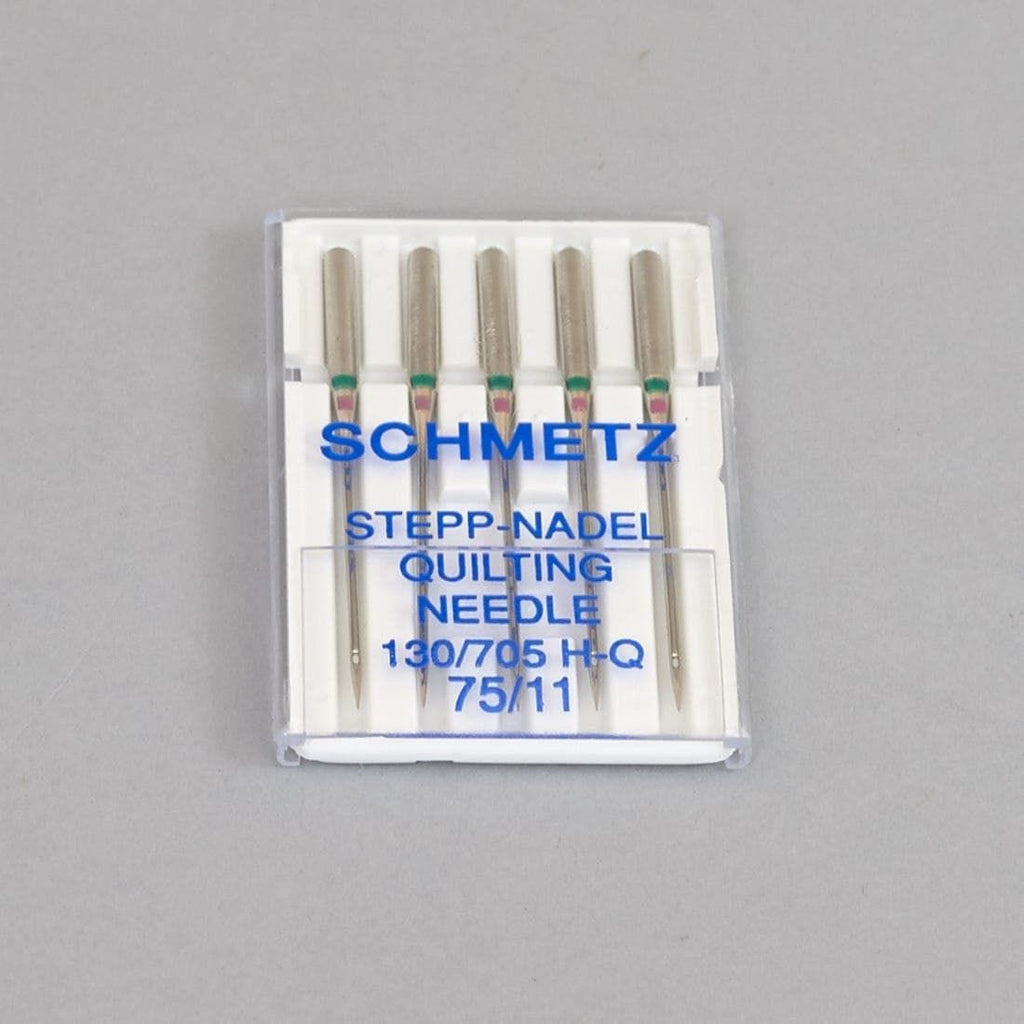 SCHMETZ
STEPP-NADEL
QUILTING
NEEDLE
130/705 H-Q
75/11